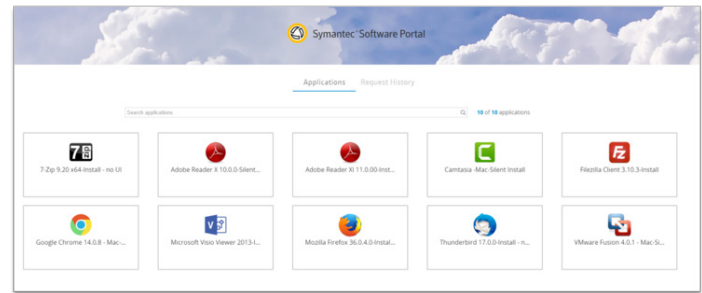 Symantec™ Software Portal
Applications Request History
Search applications
10 of 10 applications
7-Zip 9.20 x64-Install - no UI
Adobe Reader X 10.0.0-Silent...
Adobe Reader XI 11.0.00-Inst...
Camtasia -Mac-Silent Install
Filezilla Client 3.10.3-Install
Google Chrome 14.0.8 - Mac-...
Microsoft Visio Viewer 2013-I...
Mozilla Firefox 36.0.4.0-Instal...
Thunderbird 17.0.0-Install - n...
VMware Fusion 4.0.1 - Mac-Si...